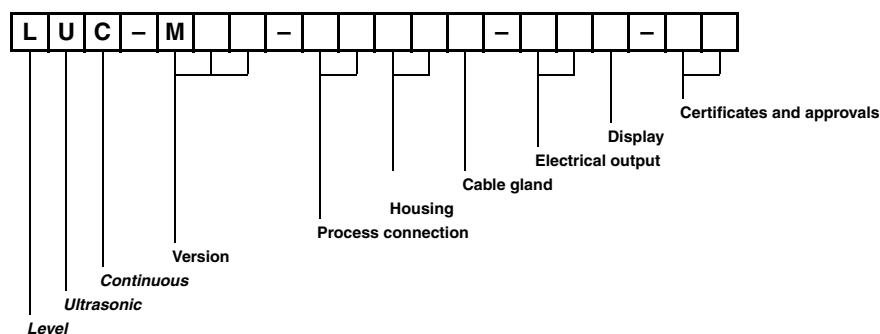 L U C – M – – –
Certificates and approvals
Display
Electrical output
Cable gland
Housing
Process connection
Version
Continuous
Ultrasonic
Level